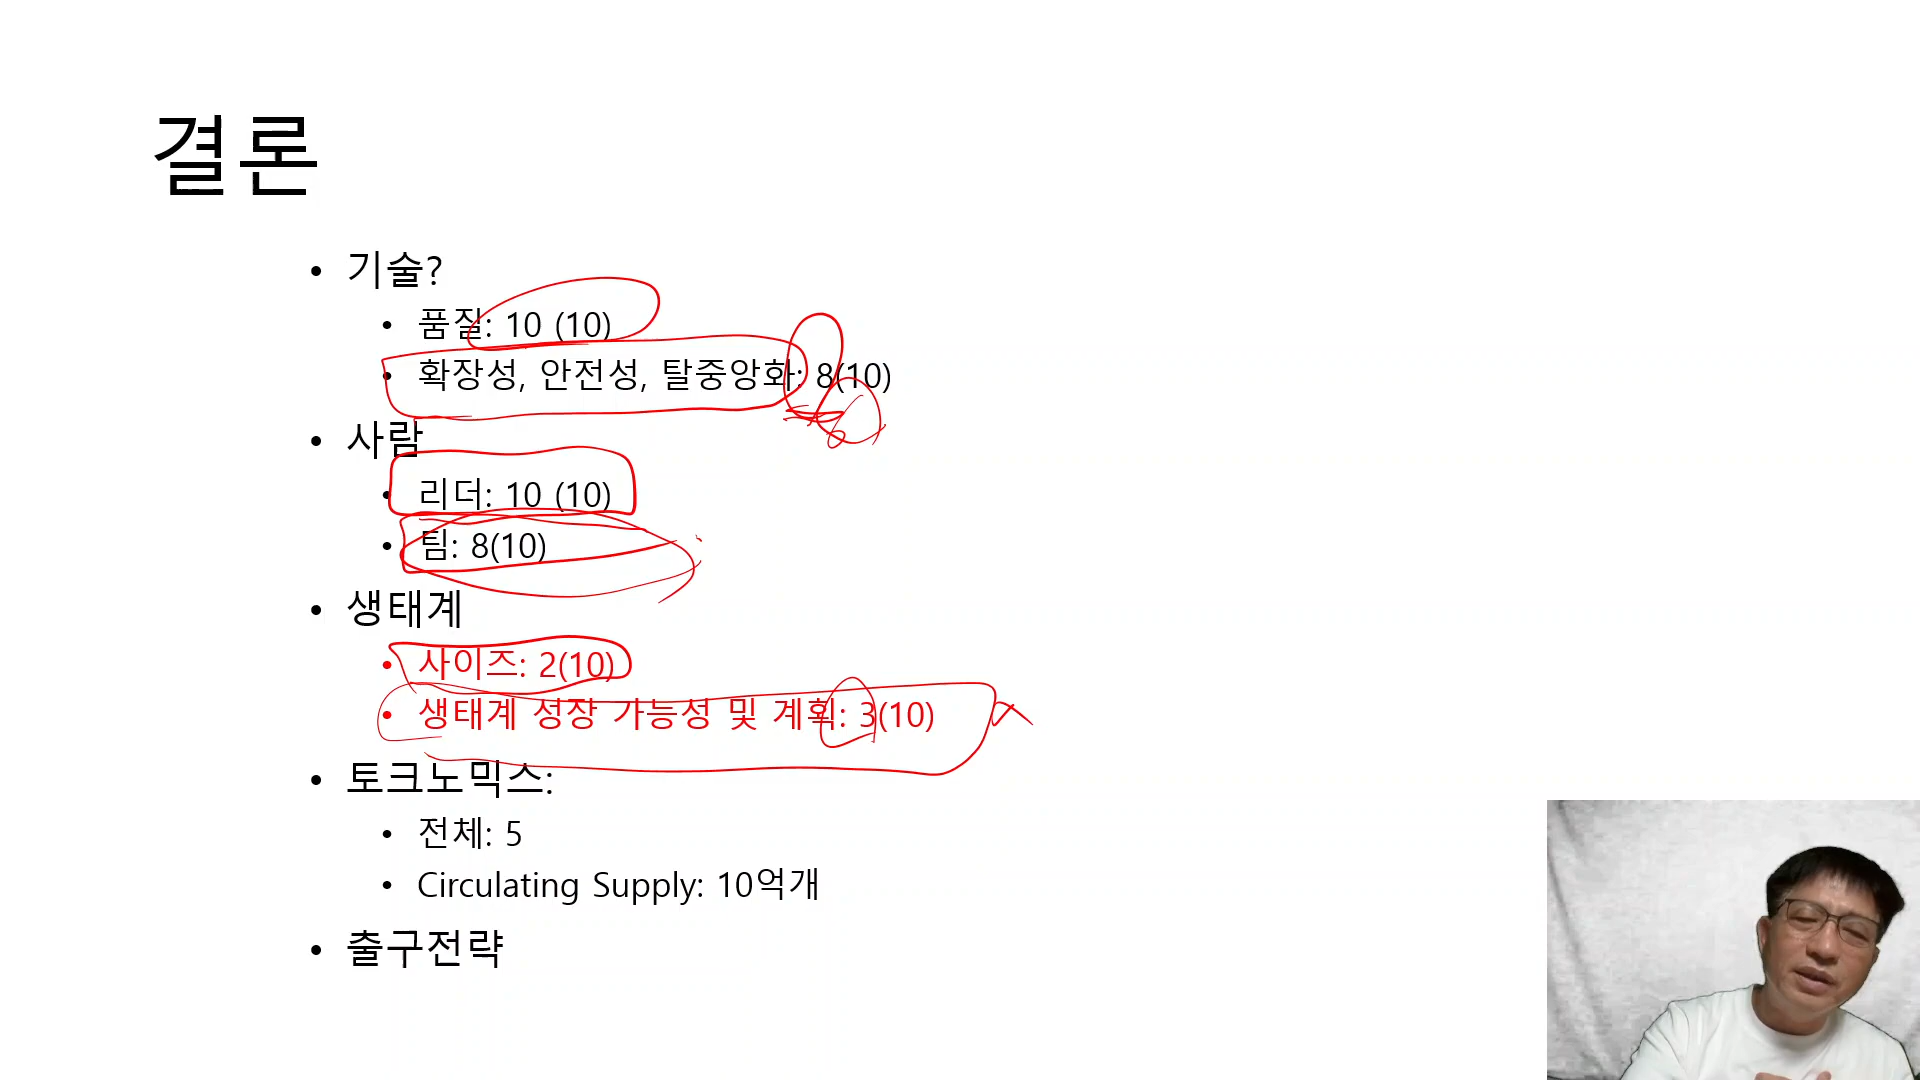 결론
• 기술?
• 품질: 10 (10)
• 확장성, 안전성, 탈중앙화: 8(10)
6
• 사람
• 리더: 10 (10)
• 팀: 8(10)
• 생태계
• 사이즈: 2(10)
• 생태계 성장 가능성 및 계획: 3(10)
• 토크노믹스:
• 전체: 5
• Circulating Supply: 10억개
• 출구전략